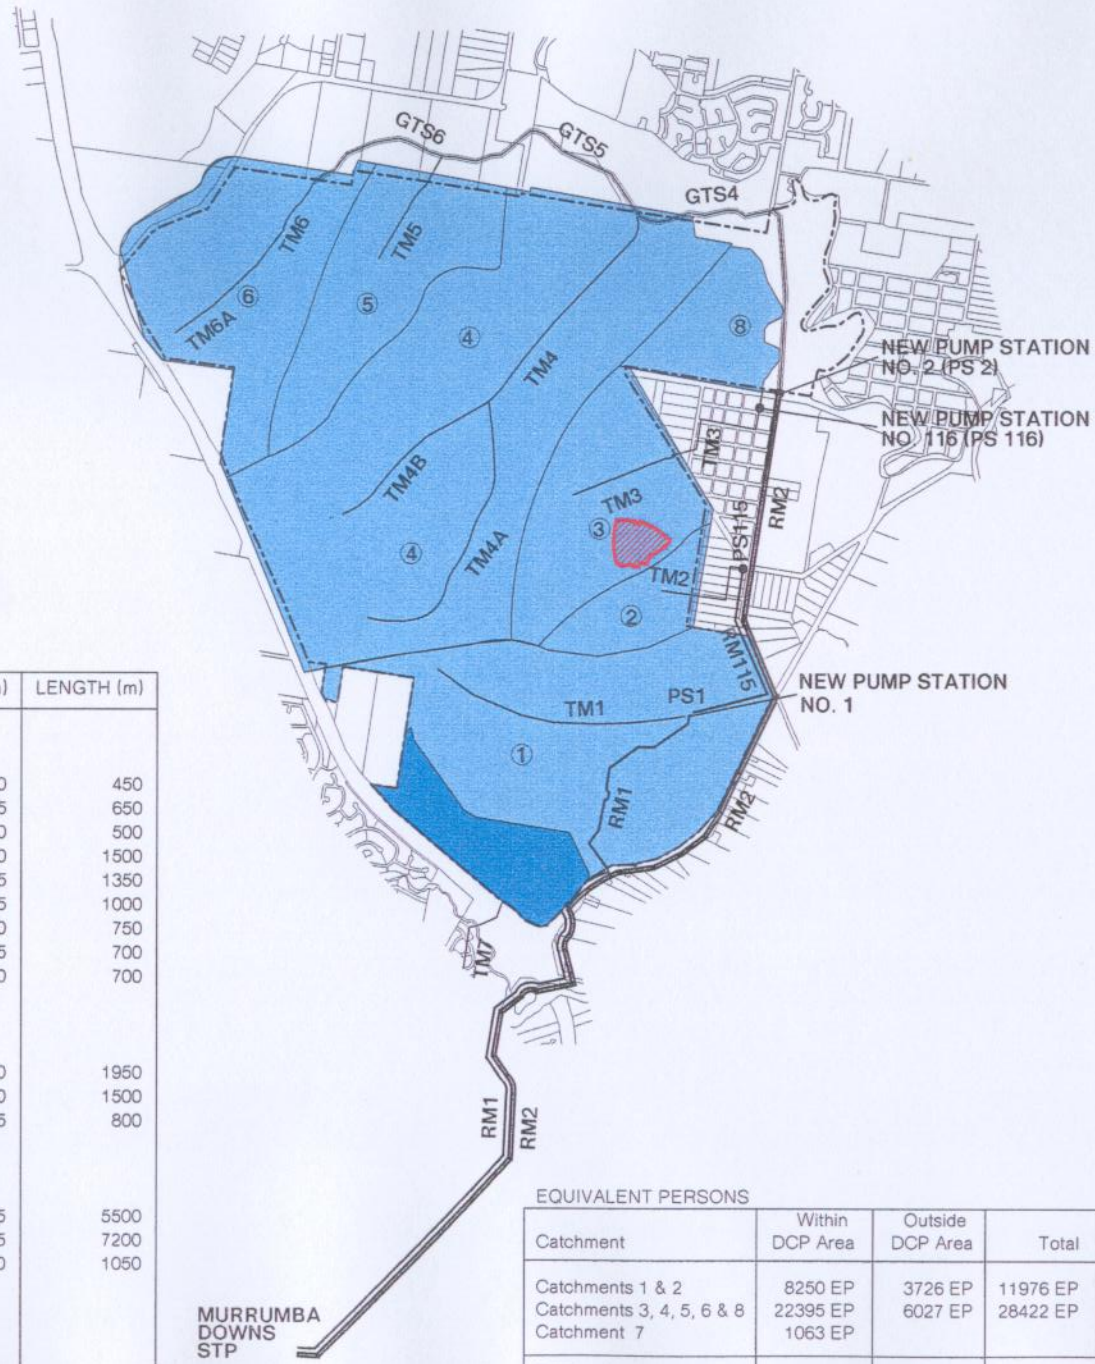 GTS6
GTS5
GTS4
TM6
TM5
TM6A
⑥
⑤
④
⑧
TM4
NEW PUMP STATION
NO. 2 (PS 2)
NEW PUMP STATION
NO. 116 (PS 116)
TM3
TM4B
TM3
③
RM2
PS115
④
TM4A
TM2
②
RM115
NEW PUMP STATION
NO. 1
PS1
TM1
①
RM1
RM2
TM7
RM1
RM2
MURRUMBA
DOWNS
STP
LENGTH (m)
450
650
500
1500
1350
1000
750
700
700
1950
1500
800
5500
7200
1050
EQUIVALENT PERSONS
Catchment Within DCP Area Outside DCP Area Total
Catchments 1 & 2 8250 EP 3726 EP 11976 EP
Catchments 3, 4, 5, 6 & 8 22395 EP 6027 EP 28422 EP
Catchment 7 1063 EP